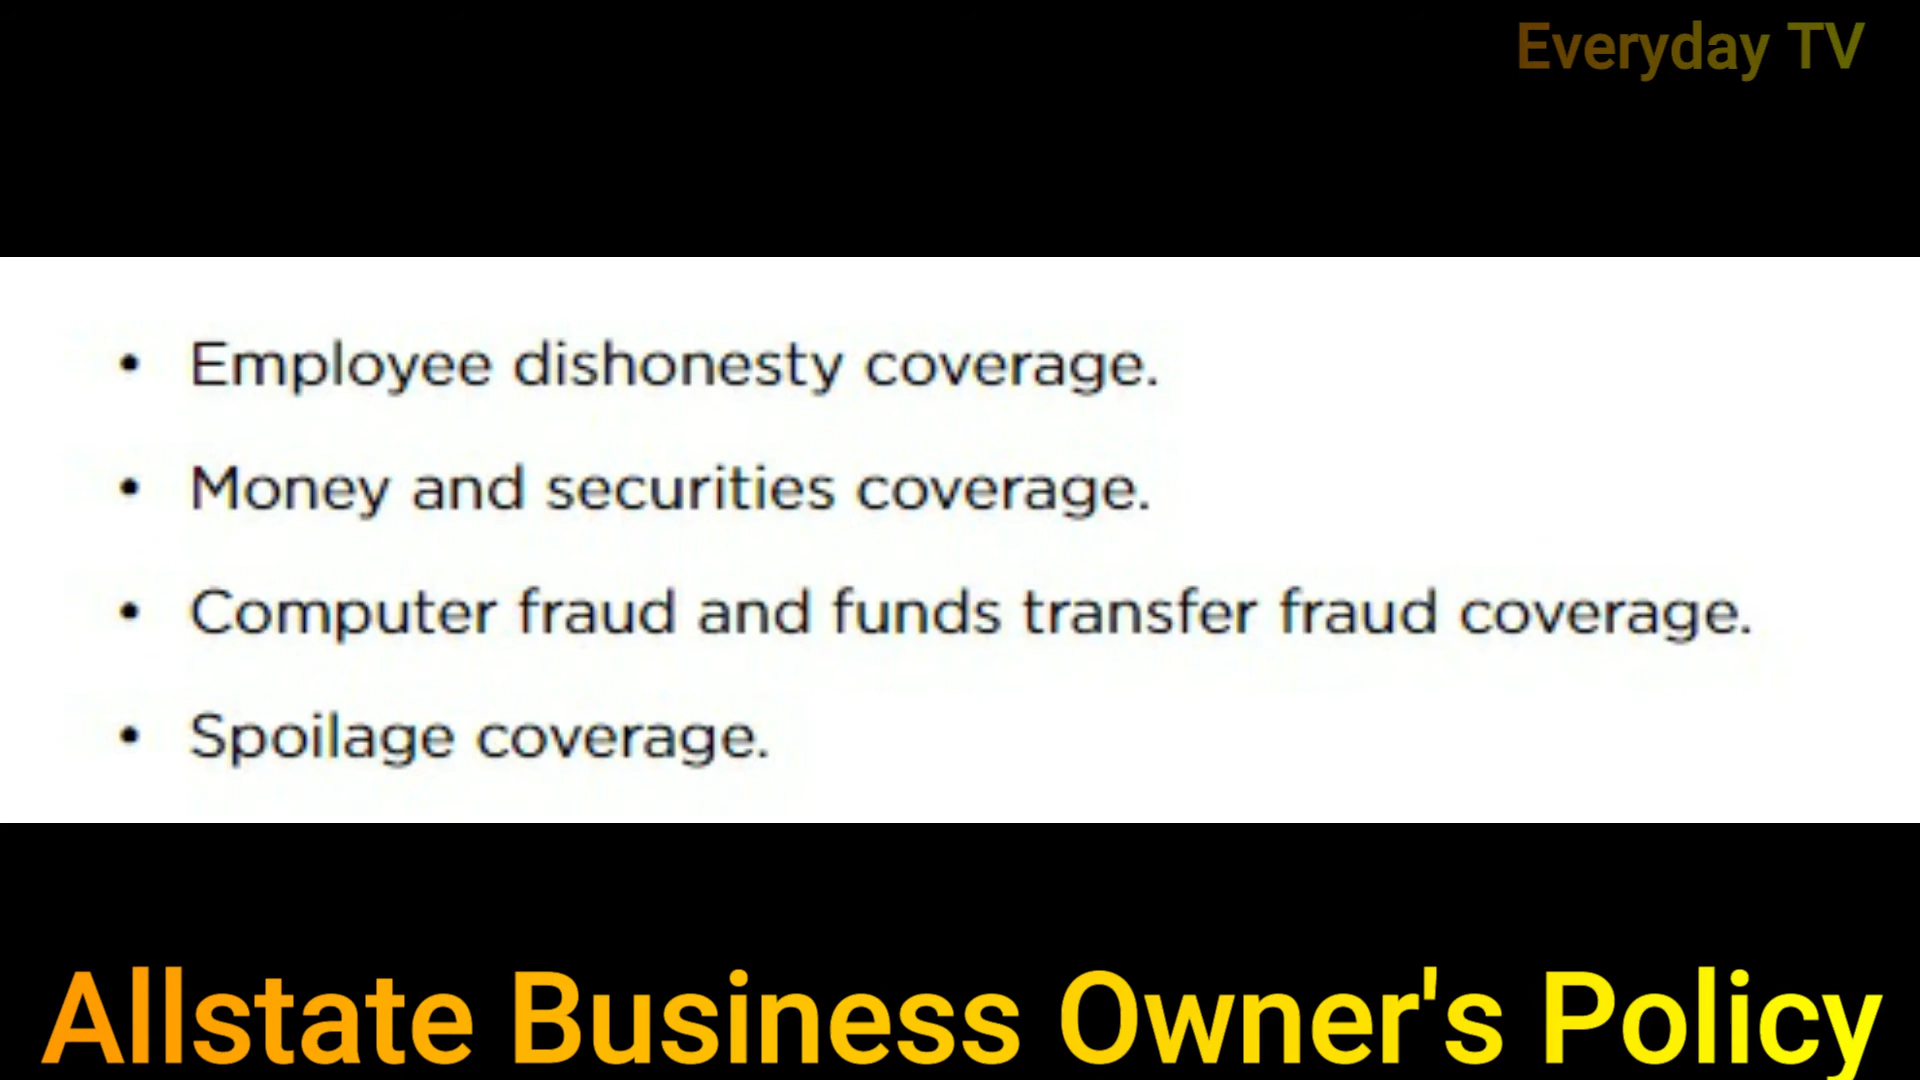 Everyday TV
• Employee dishonesty coverage.
• Money and securities coverage.
• Computer fraud and funds transfer fraud coverage.
• Spoilage coverage.
Allstate Business Owner's Policy